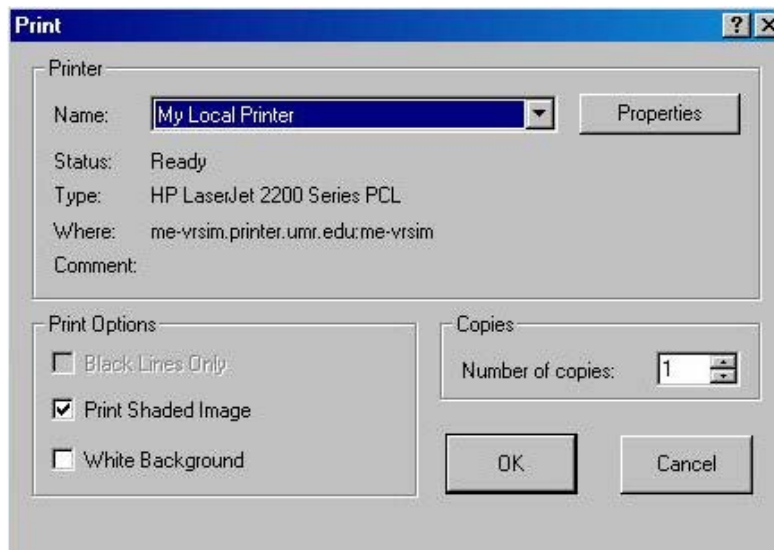 Print
Printer
Name: My Local Printer Properties
Status: Ready
Type: HP LaserJet 2200 Series PCL
Where: me-vrsim.printer.umr.edu:me-vrsim
Comment:
Print Options
Black Lines Only
Print Shaded Image
White Background
Copies
Number of copies: 1
OK Cancel